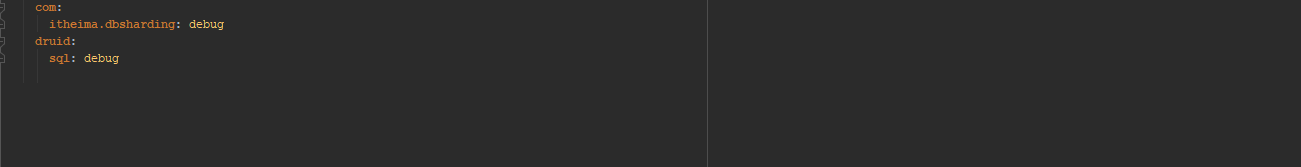 com:
  itheima.dbsharding: debug
druid:
  sql: debug